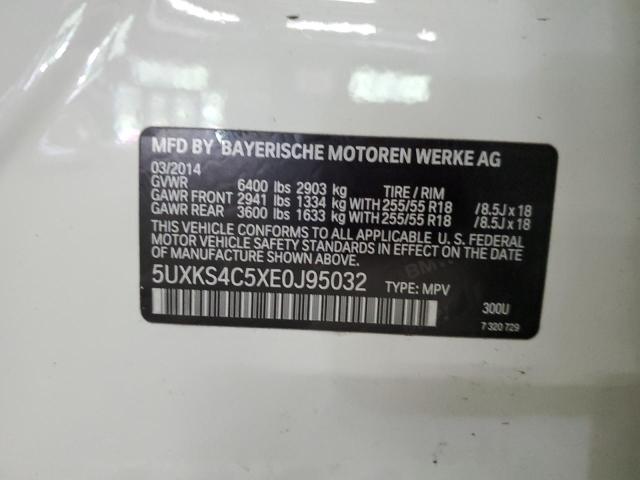 MFD BY BAYERISCHE MOTOREN WERKE AG
03/2014
GVWR 6400 lbs 2903 kg TIRE / RIM
GAWR FRONT 2941 lbs 1334 kg WITH 255/55 R18 /8.5J x 18
GAWR REAR 3600 lbs 1633 kg WITH 255/55 R18 /8.5J x 18
THIS VEHICLE CONFORMS TO ALL APPLICABLE U. S. FEDERAL
MOTOR VEHICLE SAFETY STANDARDS IN EFFECT ON THE DATE
OF MANUFACTURE SHOWN ABOVE.
BMW
5UXKS4C5XE0J95032 TYPE: MPV
300U
7 320 729